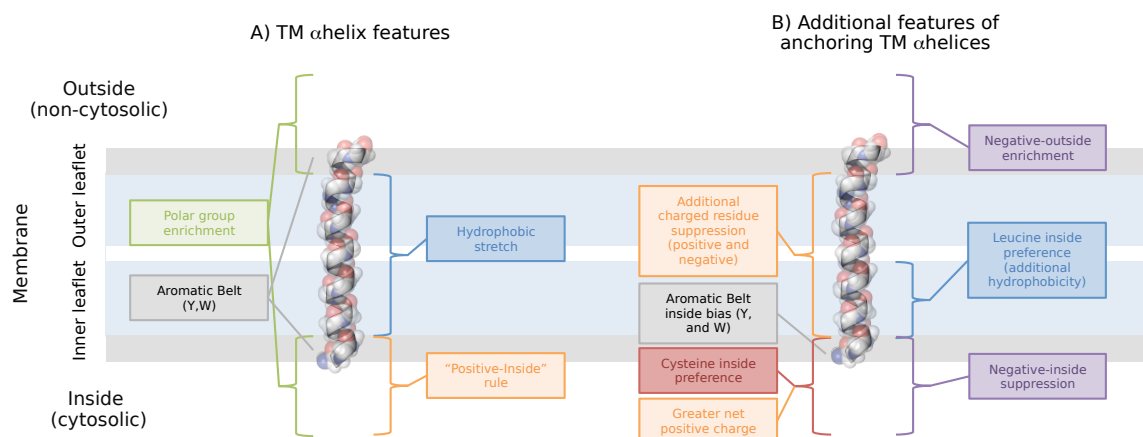 A) TM αhelix features
B) Additional features of
anchoring TM αhelices
Outside
(non-cytosolic)
Membrane
Outer leaflet
Inner leaflet
Inside
(cytosolic)
Polar group
enrichment
Aromatic Belt
(Y,W)
Hydrophobic
stretch
“Positive-Inside”
rule
Additional
charged residue
suppression
(positive and
negative)
Aromatic Belt
inside bias (Y,
and W)
Cysteine inside
preference
Greater net
positive charge
Negative-outside
enrichment
Leucine inside
preference
(additional
hydrophobicity)
Negative-inside
suppression